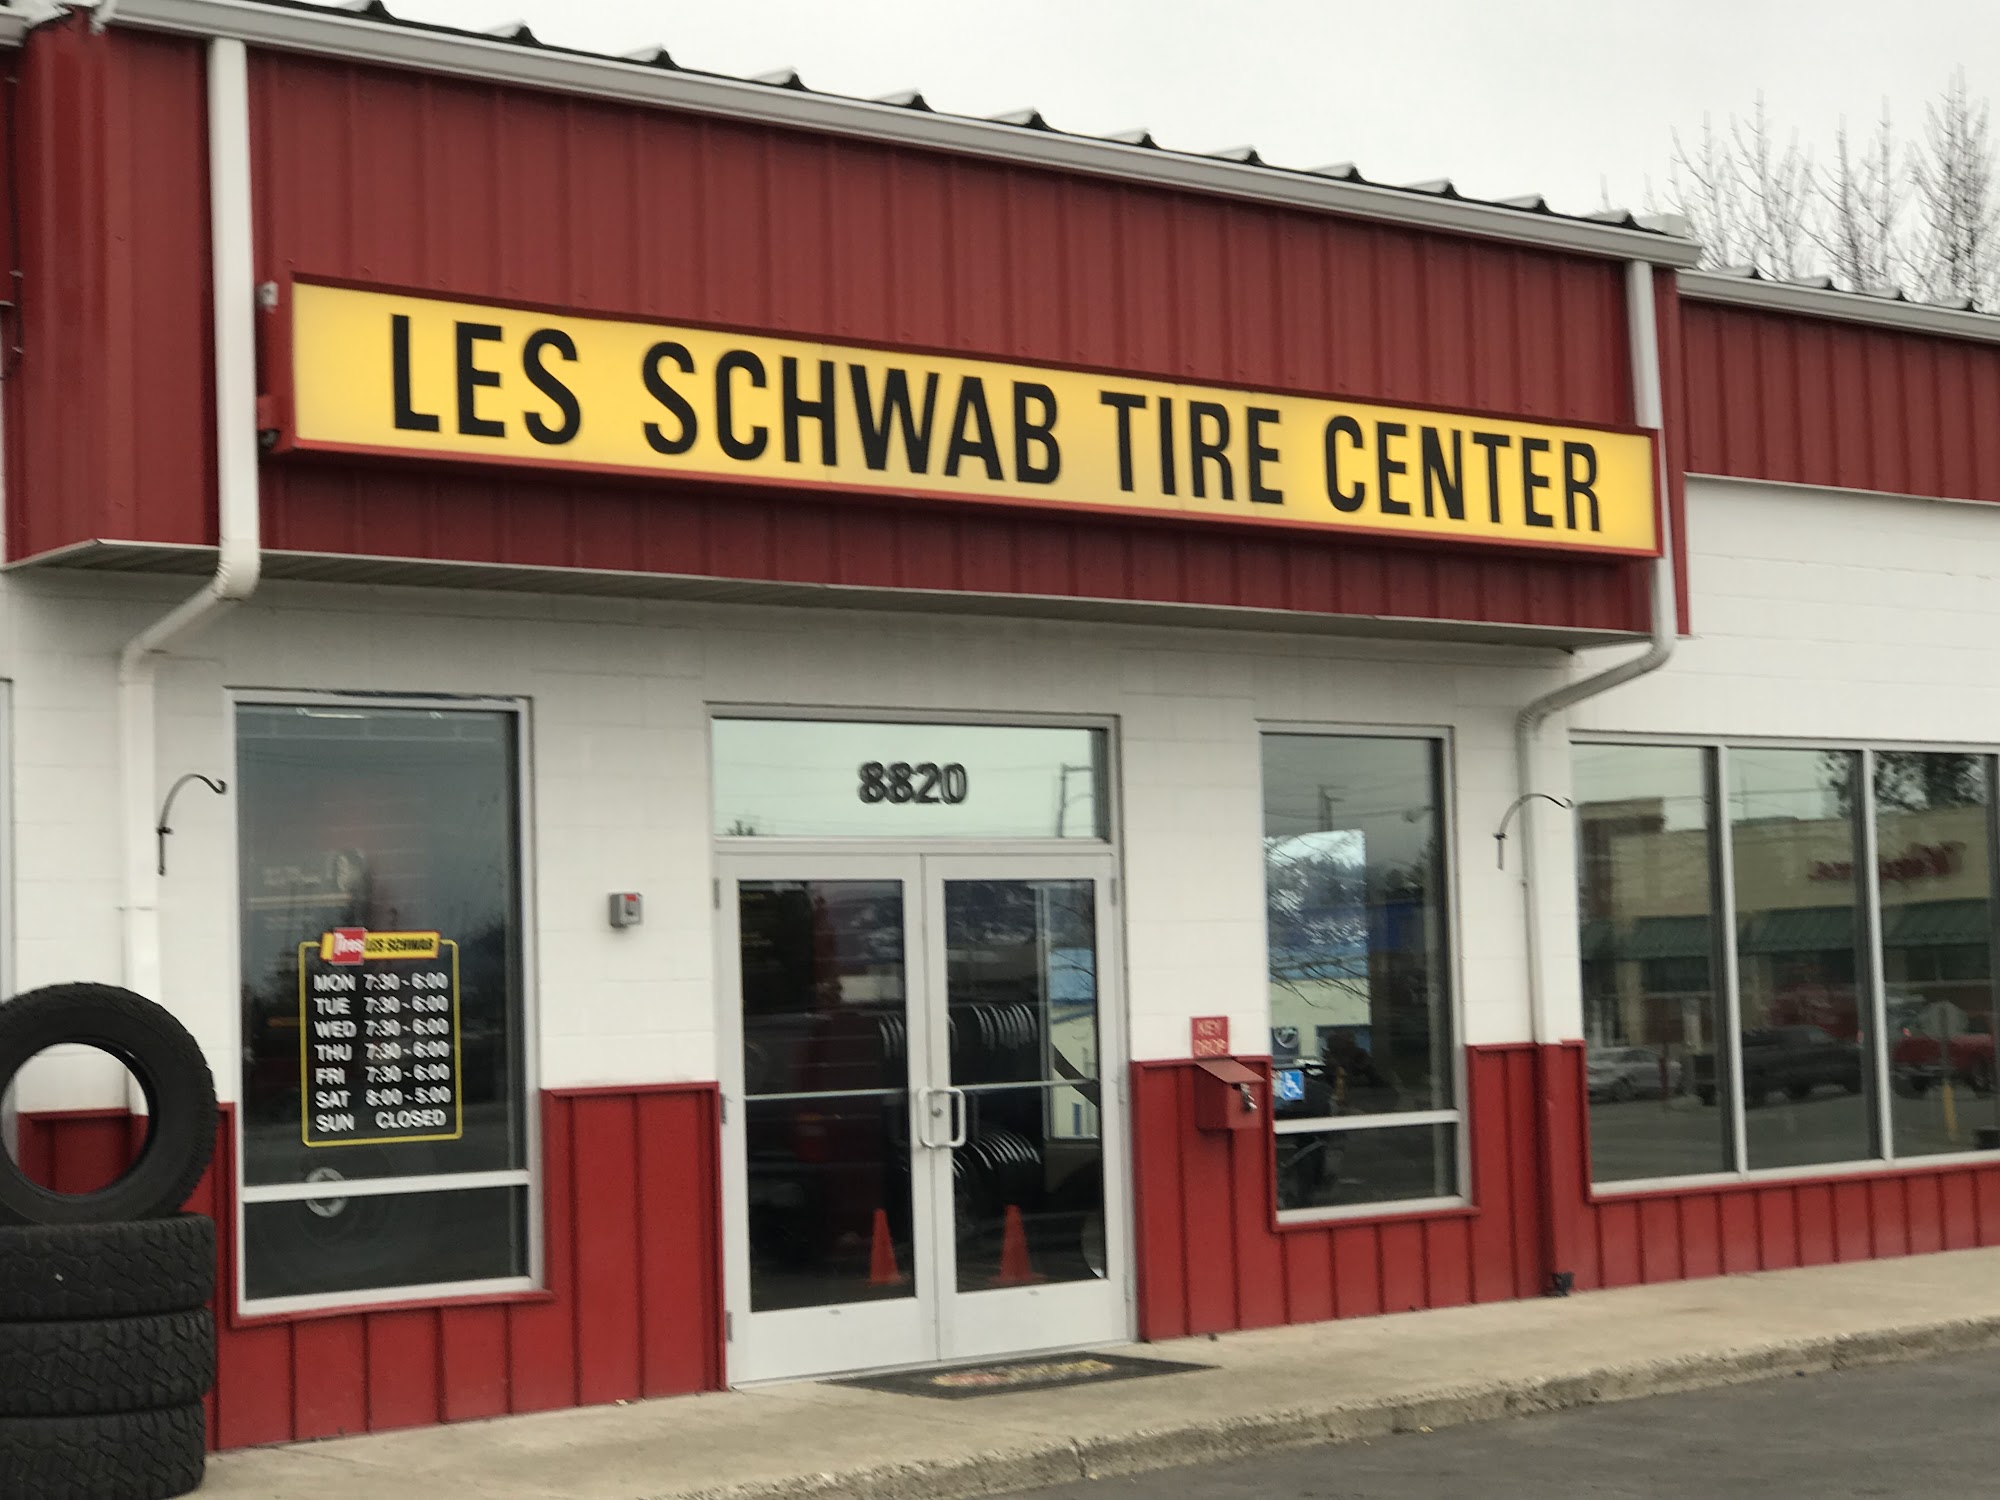 LES SCHWAB TIRE CENTER
8820
Tires LES SCHWAB
MON 7:30 - 6:00
TUE 7:30 - 6:00
WED 7:30 - 6:00
THU 7:30 - 6:00
FRI 7:30 - 6:00
SAT 8:00 - 5:00
SUN CLOSED
KEY
DROP